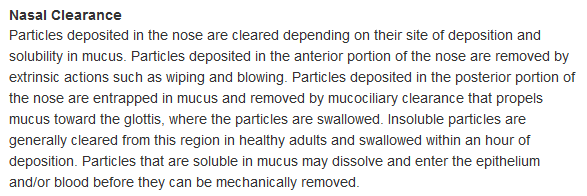 Nasal Clearance
Particles deposited in the nose are cleared depending on their site of deposition and
solubility in mucus. Particles deposited in the anterior portion of the nose are removed by
extrinsic actions such as wiping and blowing. Particles deposited in the posterior portion of
the nose are entrapped in mucus and removed by mucociliary clearance that propels
mucus toward the glottis, where the particles are swallowed. Insoluble particles are
generally cleared from this region in healthy adults and swallowed within an hour of
deposition. Particles that are soluble in mucus may dissolve and enter the epithelium
and/or blood before they can be mechanically removed.